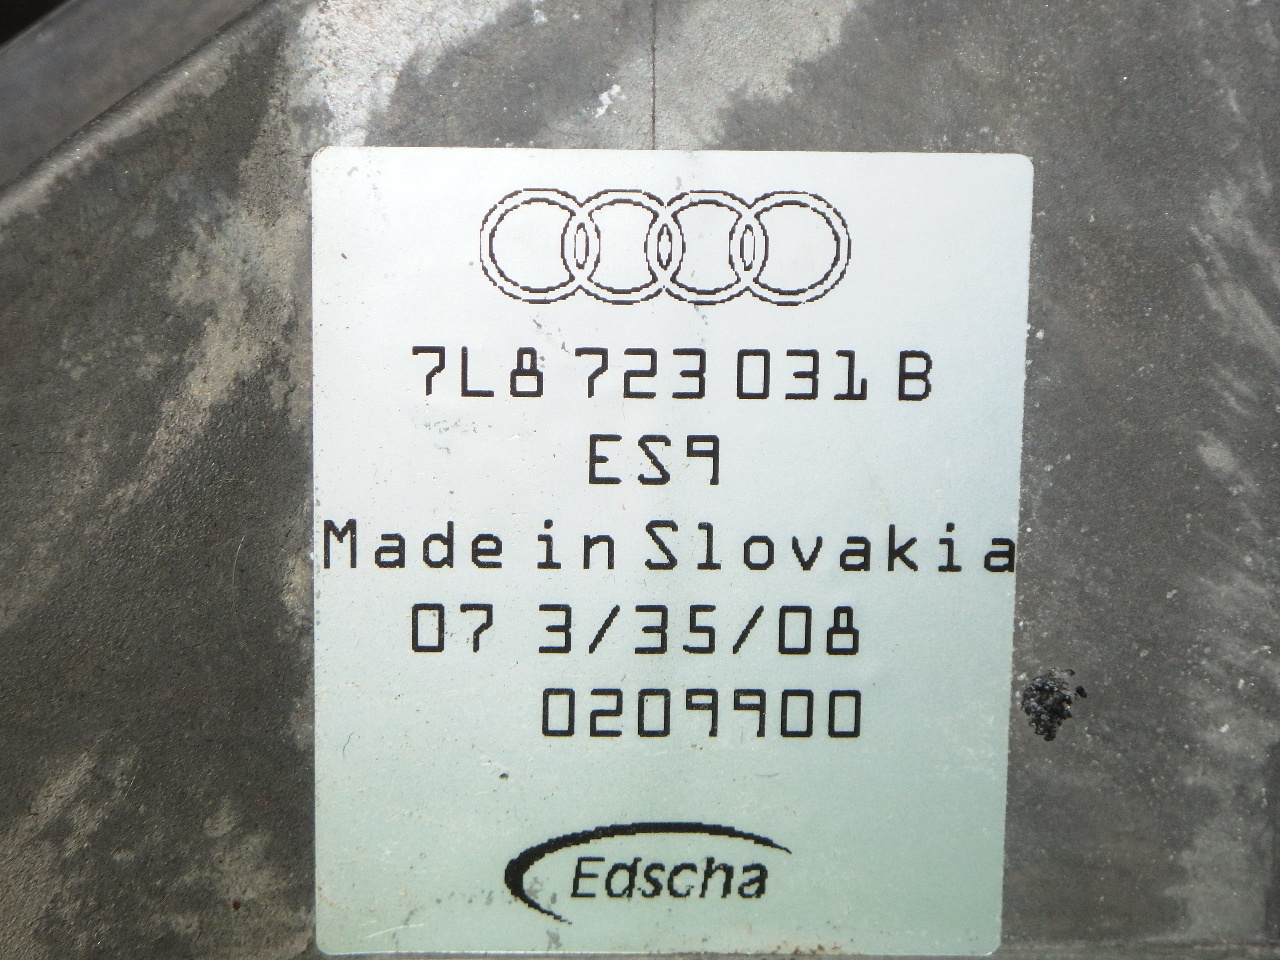 7L8 723 031 B
ES9
Made in Slovakia
07 3/35/08
0209900
Edscha